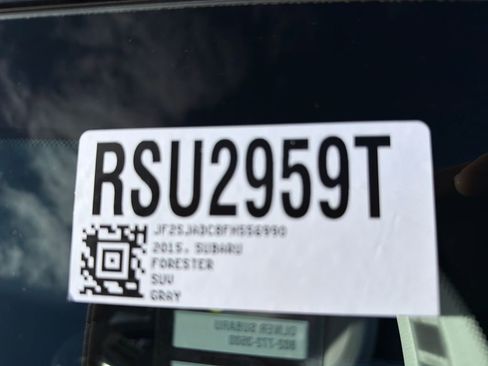 RSU2959T
JF2SJADC8FH556990
2015. SUBARU
FORESTER
SUV
GRAY